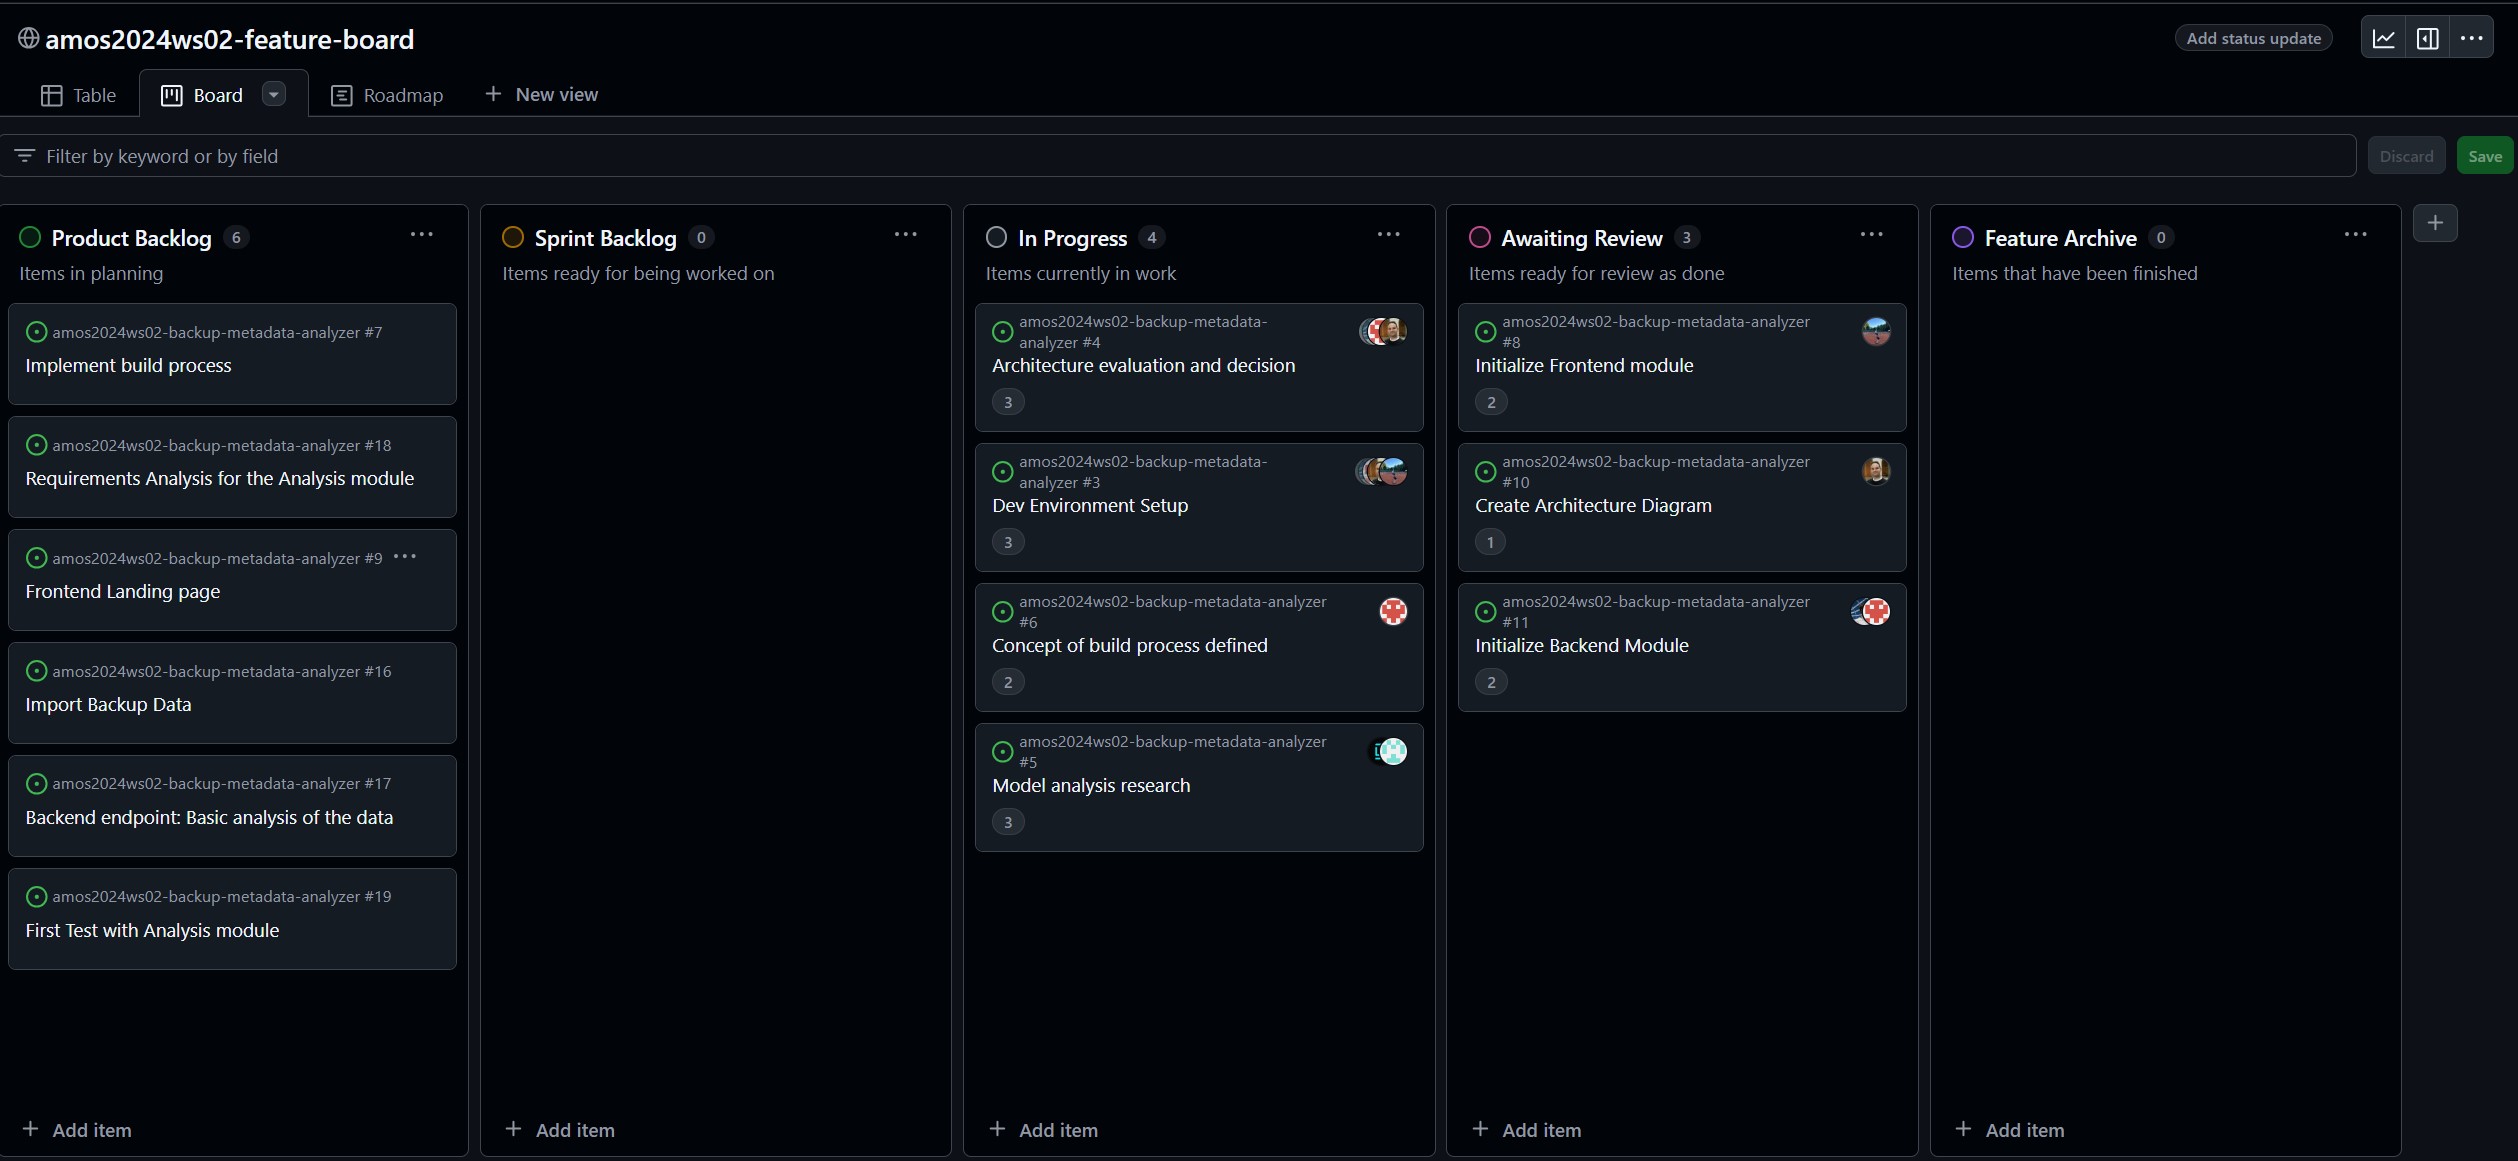 amos2024ws02-feature-board
Add status update
Table
Board
Roadmap
New view
Filter by keyword or by field
Discard
Save
Product Backlog 6
Items in planning
amos2024ws02-backup-metadata-analyzer #7
Implement build process
amos2024ws02-backup-metadata-analyzer #18
Requirements Analysis for the Analysis module
amos2024ws02-backup-metadata-analyzer #9
Frontend Landing page
amos2024ws02-backup-metadata-analyzer #16
Import Backup Data
amos2024ws02-backup-metadata-analyzer #17
Backend endpoint: Basic analysis of the data
amos2024ws02-backup-metadata-analyzer #19
First Test with Analysis module
Add item
Sprint Backlog 0
Items ready for being worked on
Add item
In Progress 4
Items currently in work
amos2024ws02-backup-metadata-
analyzer #4
Architecture evaluation and decision
3
amos2024ws02-backup-metadata-
analyzer #3
Dev Environment Setup
3
amos2024ws02-backup-metadata-analyzer
#6
Concept of build process defined
2
amos2024ws02-backup-metadata-analyzer
#5
Model analysis research
3
Add item
Awaiting Review 3
Items ready for review as done
amos2024ws02-backup-metadata-analyzer
#8
Initialize Frontend module
2
amos2024ws02-backup-metadata-analyzer
#10
Create Architecture Diagram
1
amos2024ws02-backup-metadata-analyzer
#11
Initialize Backend Module
2
Add item
Feature Archive 0
Items that have been finished
Add item